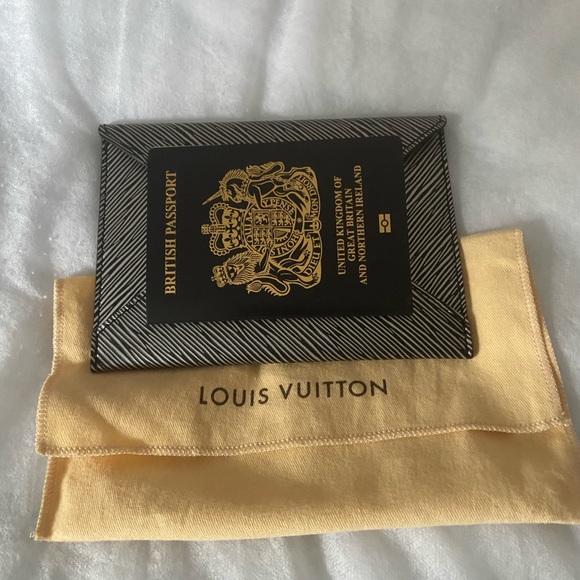 BRITISH PASSPORT
UNITED KINGDOM OF
GREAT BRITAIN
AND NORTHERN IRELAND
LOUIS VUITTON